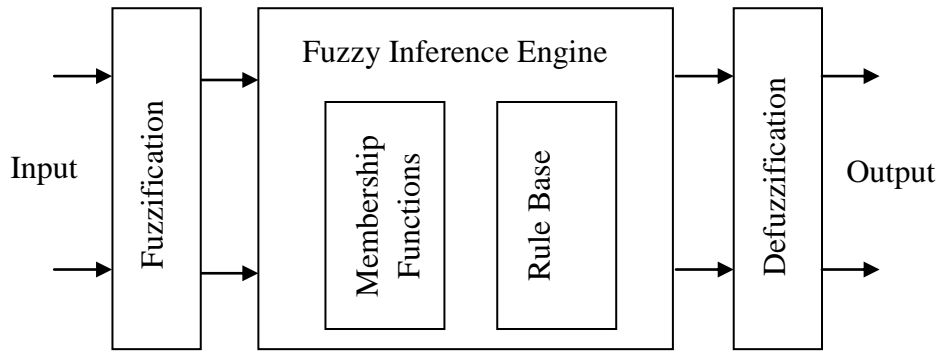 Fuzzy Inference Engine
Input
Fuzzification
Membership
Functions
Rule Base
Defuzzification
Output